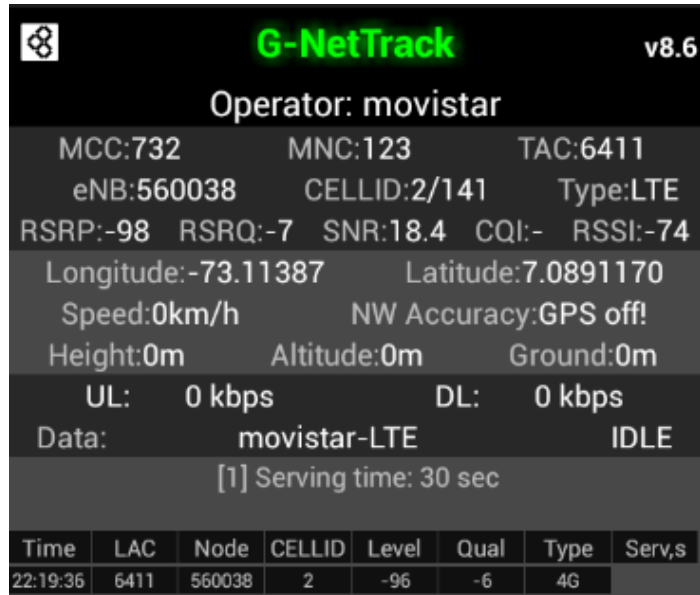 G-NetTrack v8.6
Operator: movistar
MCC:732 MNC:123 TAC:6411
eNB:560038 CELLID:2/141 Type:LTE
RSRP:-98 RSRQ:-7 SNR:18.4 CQI:- RSSI:-74
Longitude:-73.11387 Latitude:7.0891170
Speed:0km/h NW Accuracy:GPS off!
Height:0m Altitude:0m Ground:0m
UL: 0 kbps DL: 0 kbps
Data: movistar-LTE IDLE
[1] Serving time: 30 sec
Time LAC Node CELLID Level Qual Type Serv,s
22:19:36 6411 560038 2 -96 -6 4G